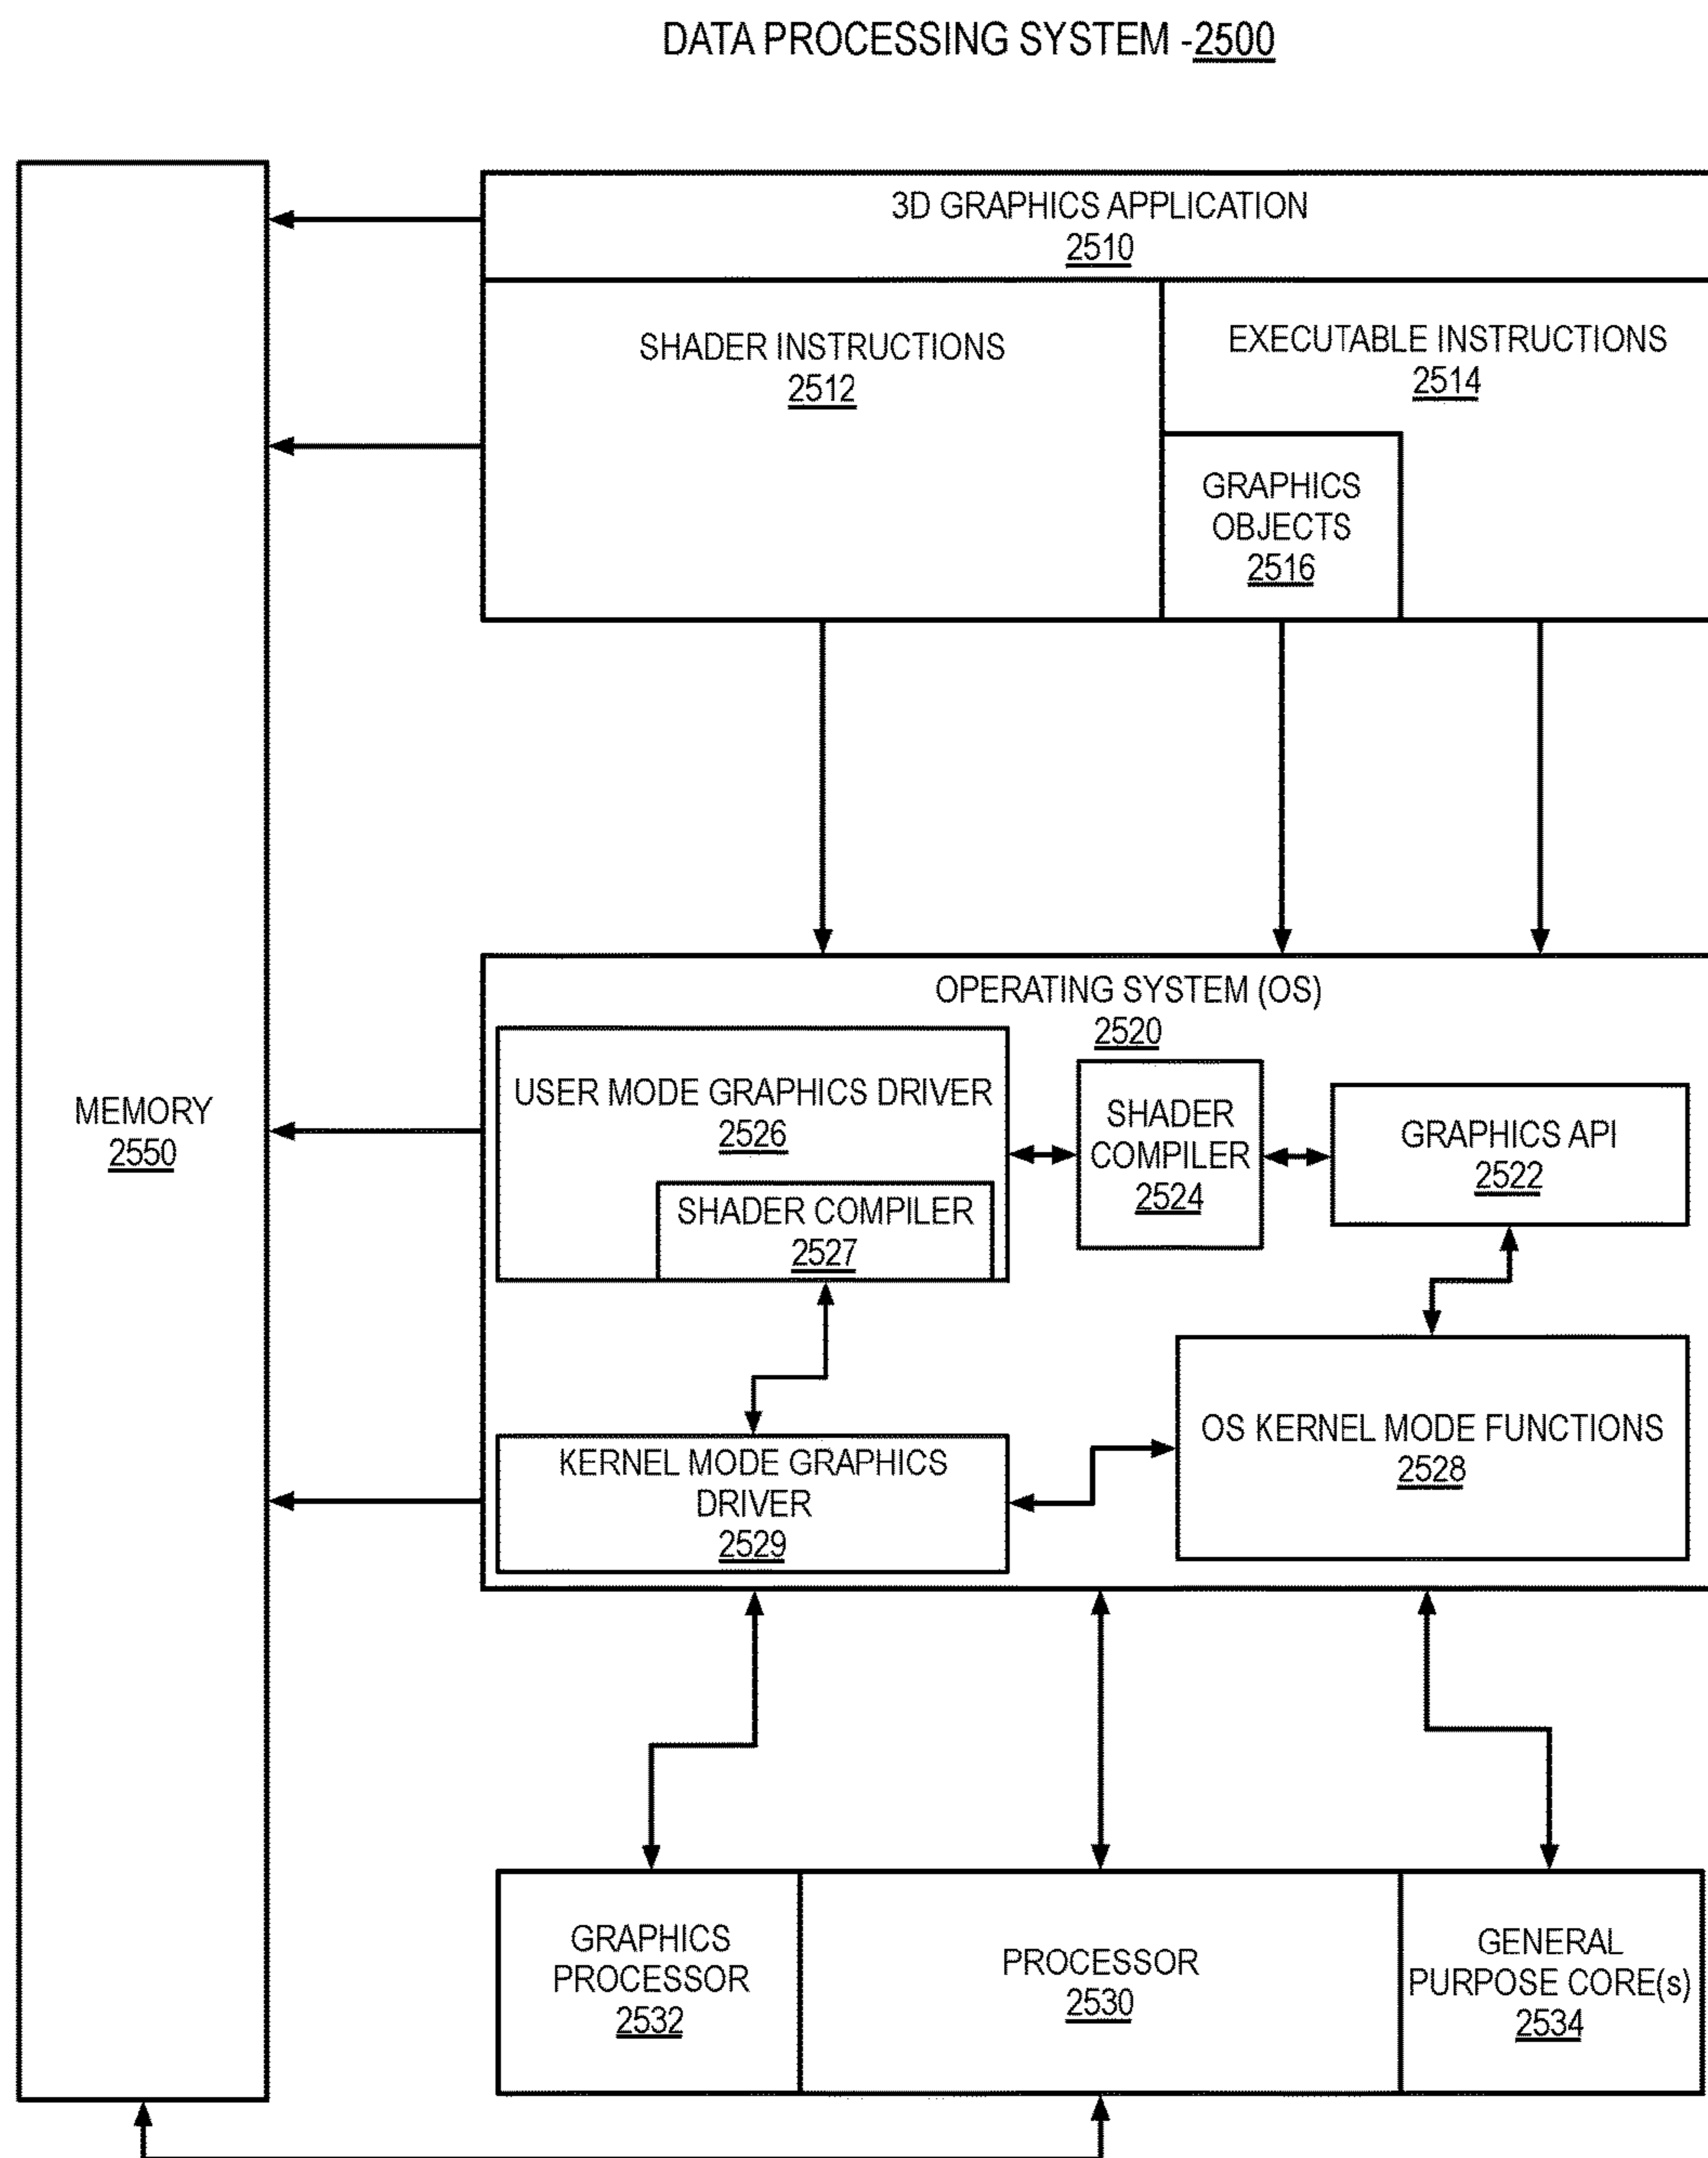 DATA PROCESSING SYSTEM -2500
3D GRAPHICS APPLICATION
2510
SHADER INSTRUCTIONS
2512
EXECUTABLE INSTRUCTIONS
2514
GRAPHICS
OBJECTS
2516
MEMORY
2550
OPERATING SYSTEM (OS)
2520
USER MODE GRAPHICS DRIVER
2526
SHADER COMPILER
2527
SHADER
COMPILER
2524
GRAPHICS API
2522
KERNEL MODE GRAPHICS
DRIVER
2529
OS KERNEL MODE FUNCTIONS
2528
GRAPHICS
PROCESSOR
2532
PROCESSOR
2530
GENERAL
PURPOSE CORE(s)
2534